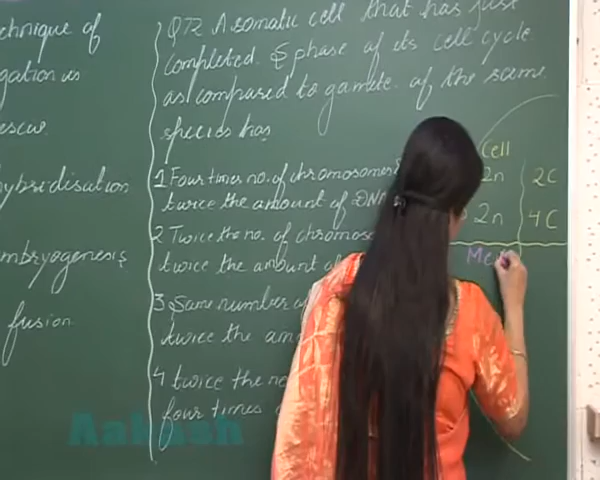 chnique of
gation is
rescue.
hybridisation
mbryogenesis
fusion
Q72 A somatic cell that has just
completed S phase of its cell cycle,
as compared to gamete of the same
species has
1 Four times no. of chromosomes &
twice the amount of DNA
2 Twice the no. of chromosomes
twice amount of
3 Same number of
twice the am
4 twice the n
four times
Cell
2n 2C
2n 4C
Me
Aakash